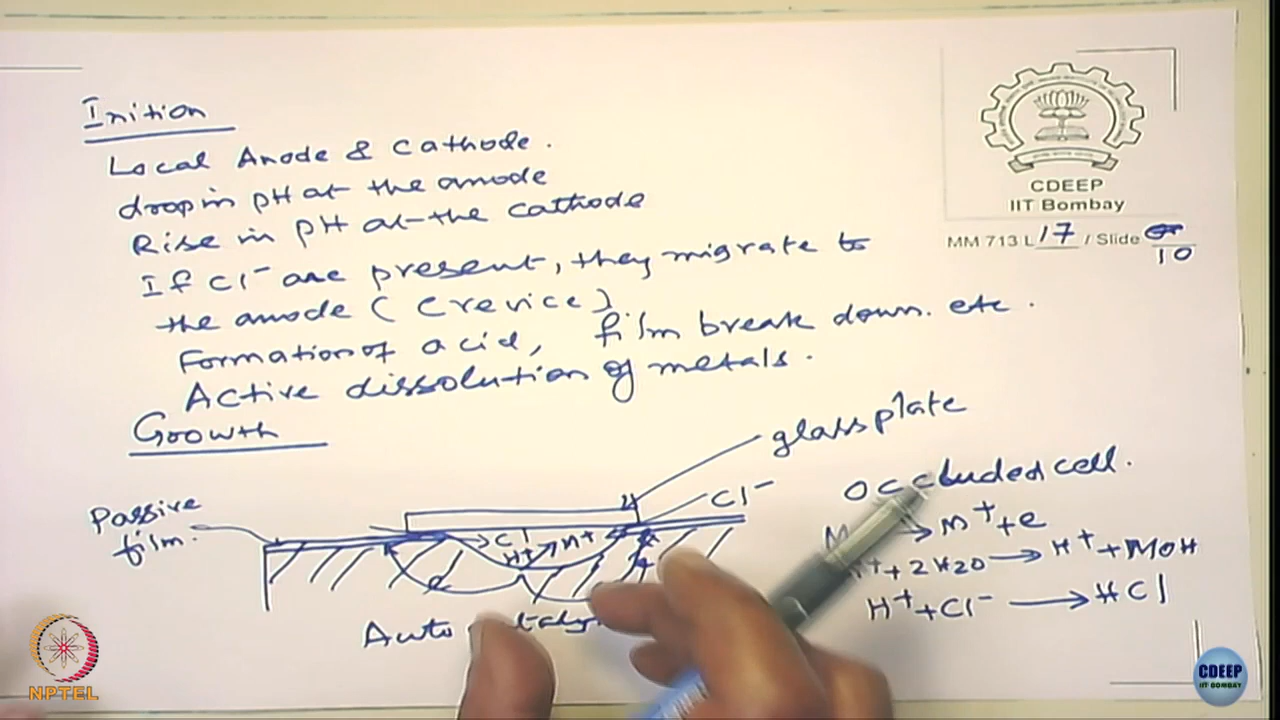 Inition
Local Anode & cathode.
drop in pH at the anode
Rise in pH at the cathode
If Cl⁻ are present, they migrate to
the anode (crevice)
Formation of acid, film break down. etc.
Active dissolution of metals.
Growth
glass plate
Passive
film.
Cl⁻
H⁺
M⁺
e
Occluded cell.
M → M⁺ + e
+ 2H2O → H⁺ + MOH
H⁺ + Cl⁻ → HCl
Auto
CDEEP
IIT Bombay
MM 713 L 17 / Slide
10
NPTEL
CDEEP
IIT BOMBAY